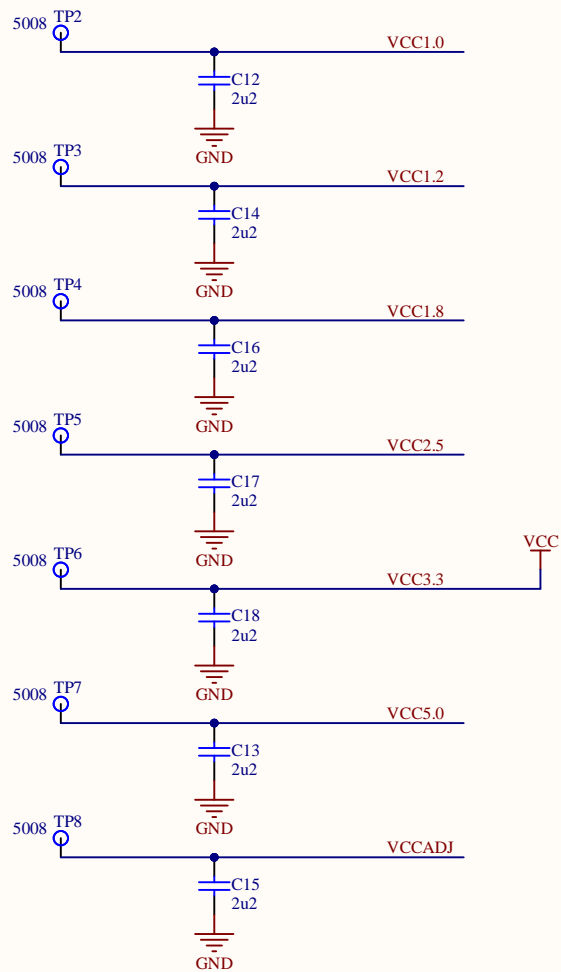 5008 TP2
VCC1.0
C12
2u2
GND
5008 TP3
VCC1.2
C14
2u2
GND
5008 TP4
VCC1.8
C16
2u2
GND
5008 TP5
VCC2.5
C17
2u2
GND
VCC
5008 TP6
VCC3.3
C18
2u2
GND
5008 TP7
VCC5.0
C13
2u2
GND
5008 TP8
VCCADJ
C15
2u2
GND